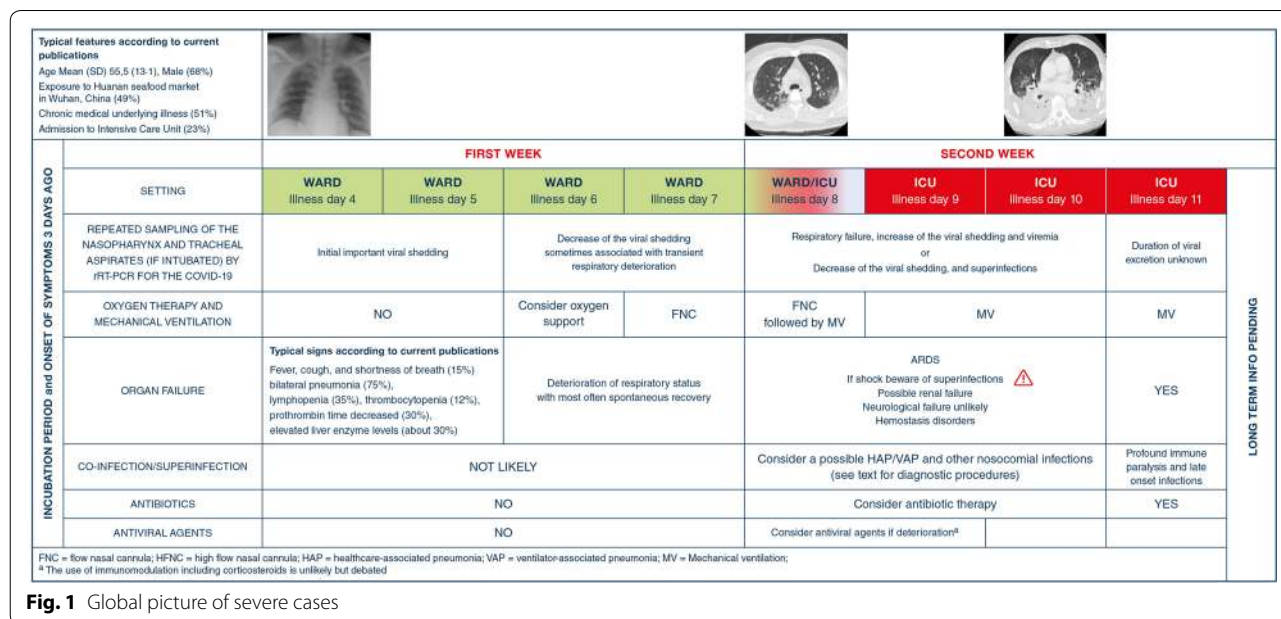 Typical features according to current
publications
Age Mean (SD) 55,5 (13-1), Male (68%)
Exposure to Huanan seafood market
in Wuhan, China (49%)
Chronic medical underlying illness (51%)
Admission to Intensive Care Unit (23%)
INCUBATION PERIOD and ONSET OF SYMPTOMS 3 DAYS AGO
FIRST WEEK
SECOND WEEK
SETTING
WARD
Illness day 4
WARD
Illness day 5
WARD
Illness day 6
WARD
Illness day 7
WARD/ICU
Illness day 8
ICU
Illness day 9
ICU
Illness day 10
ICU
Illness day 11
REPEATED SAMPLING OF THE
NASOPHARYNX AND TRACHEAL
ASPIRATES (IF INTUBATED) BY
rRT-PCR FOR THE COVID-19
Initial important viral shedding
Decrease of the viral shedding
sometimes associated with transient
respiratory deterioration
Respiratory failure, increase of the viral shedding and viremia
or
Decrease of the viral shedding, and superinfections
Duration of viral
excretion unknown
OXYGEN THERAPY AND
MECHANICAL VENTILATION
NO
Consider oxygen
support
FNC
FNC
followed by MV
MV
MV
ORGAN FAILURE
Typical signs according to current publications
Fever, cough, and shortness of breath (15%)
bilateral pneumonia (75%),
lymphopenia (35%), thrombocytopenia (12%),
prothrombin time decreased (30%),
elevated liver enzyme levels (about 30%)
Deterioration of respiratory status
with most often spontaneous recovery
ARDS
If shock beware of superinfections
Possible renal failure
Neurological failure unlikely
Hemostasis disorders
YES
CO-INFECTION/SUPERINFECTION
NOT LIKELY
Consider a possible HAP/VAP and other nosocomial infections
(see text for diagnostic procedures)
Profound immune
paralysis and late
onset infections
ANTIBIOTICS
NO
Consider antibiotic therapy
YES
ANTIVIRAL AGENTS
NO
Consider antiviral agents if deteriorationª
LONG TERM INFO PENDING
FNC = flow nasal cannula; HFNC = high flow nasal cannula; HAP = healthcare-associated pneumonia; VAP = ventilator-associated pneumonia; MV = Mechanical ventilation;
ª The use of immunomodulation including corticosteroids is unlikely but debated
Fig. 1 Global picture of severe cases